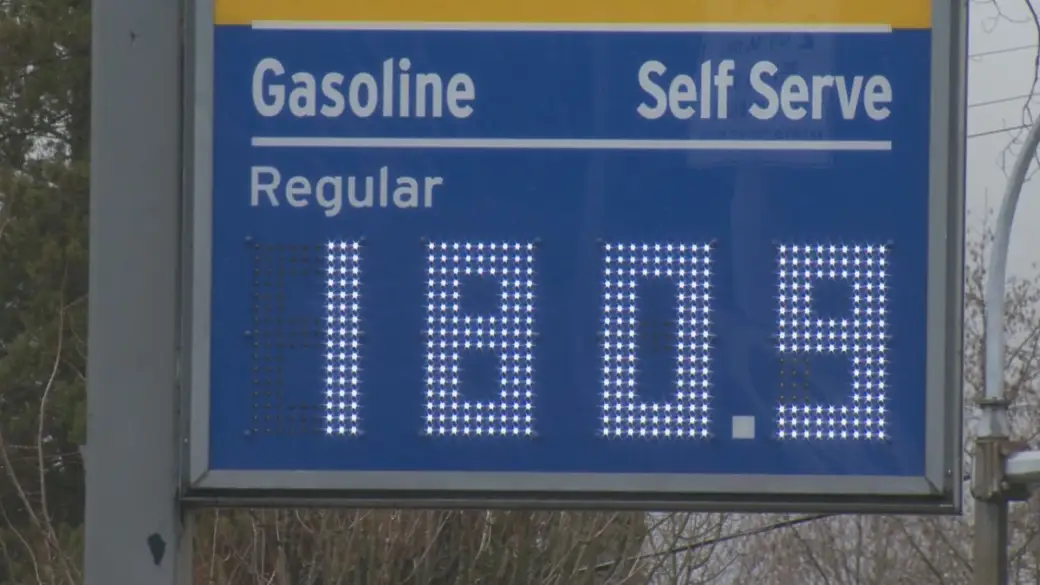 Gasoline Self Serve
Regular
180.9